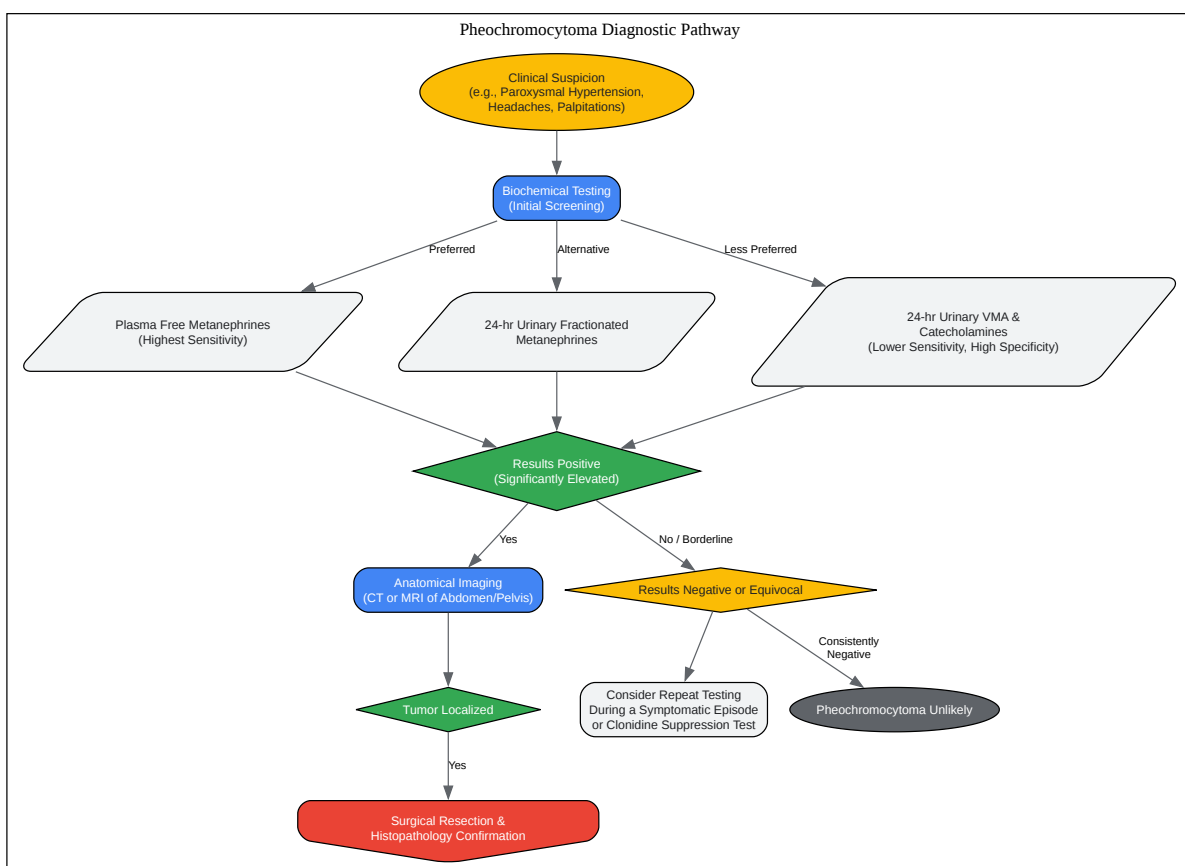 Pheochromocytoma Diagnostic Pathway
Clinical Suspicion
(e.g., Paroxysmal Hypertension,
Headaches, Palpitations)
Biochemical Testing
(Initial Screening)
Preferred
Alternative
Less Preferred
Plasma Free Metanephrines
(Highest Sensitivity)
24-hr Urinary Fractionated
Metanephrines
24-hr Urinary VMA &
Catecholamines
(Lower Sensitivity, High Specificity)
Results Positive
(Significantly Elevated)
Yes
No / Borderline
Anatomical Imaging
(CT or MRI of Abdomen/Pelvis)
Results Negative or Equivocal
Consistently
Negative
Tumor Localized
Consider Repeat Testing
During a Symptomatic Episode
or Clonidine Suppression Test
Pheochromocytoma Unlikely
Yes
Surgical Resection &
Histopathology Confirmation